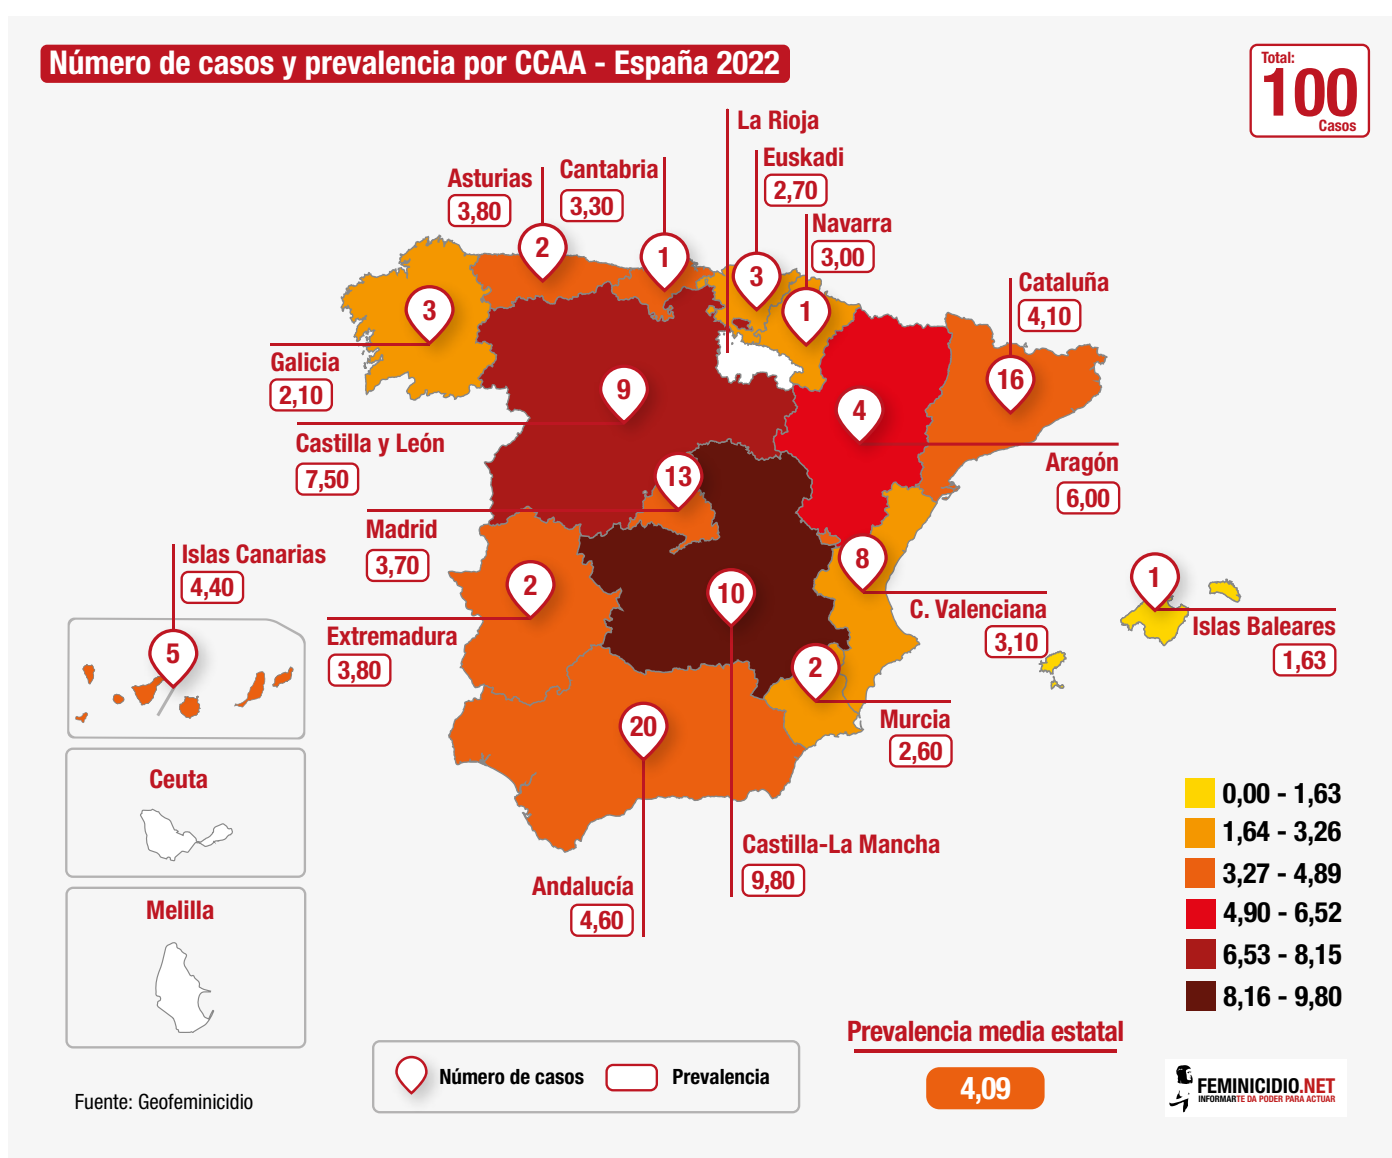 Número de casos y prevalencia por CCAA - España 2022
Total:
100
Casos
La Rioja
Euskadi
2,70
3
Asturias
3,80
2
Cantabria
3,30
1
Navarra
3,00
1
Cataluña
4,10
16
3
Galicia
2,10
9
Castilla y León
7,50
4
Aragón
6,00
13
Madrid
3,70
Islas Canarias
4,40
5
2
Extremadura
3,80
10
8
C. Valenciana
3,10
1
Islas Baleares
1,63
2
Murcia
2,60
20
Andalucía
4,60
Castilla-La Mancha
9,80
Ceuta
Melilla
0,00 - 1,63
1,64 - 3,26
3,27 - 4,89
4,90 - 6,52
6,53 - 8,15
8,16 - 9,80
Prevalencia media estatal
4,09
Número de casos
Prevalencia
Fuente: Geofeminicidio
FEMINICIDIO.NET
INFORMARTE DA PODER PARA ACTUAR